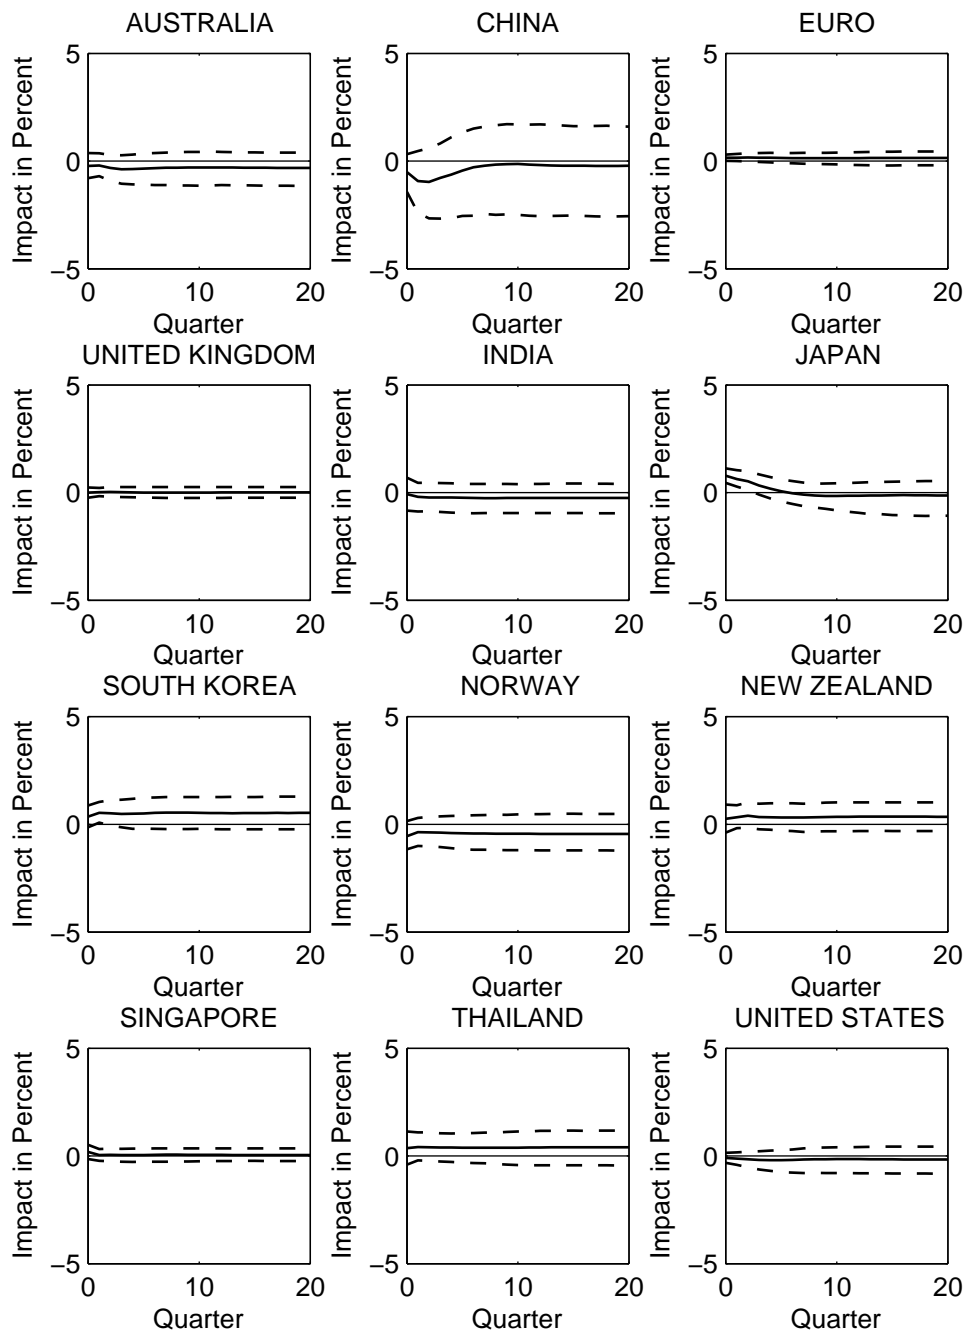 AUSTRALIA CHINA EURO
5 5 5
Impact in Percent Impact in Percent Impact in Percent
0 0 0
−5 −5 −5
0 10 20 0 10 20 0 10 20
Quarter Quarter Quarter
UNITED KINGDOM INDIA JAPAN
5 5 5
Impact in Percent Impact in Percent Impact in Percent
0 0 0
−5 −5 −5
0 10 20 0 10 20 0 10 20
Quarter Quarter Quarter
SOUTH KOREA NORWAY NEW ZEALAND
5 5 5
Impact in Percent Impact in Percent Impact in Percent
0 0 0
−5 −5 −5
0 10 20 0 10 20 0 10 20
Quarter Quarter Quarter
SINGAPORE THAILAND UNITED STATES
5 5 5
Impact in Percent Impact in Percent Impact in Percent
0 0 0
−5 −5 −5
0 10 20 0 10 20 0 10 20
Quarter Quarter Quarter